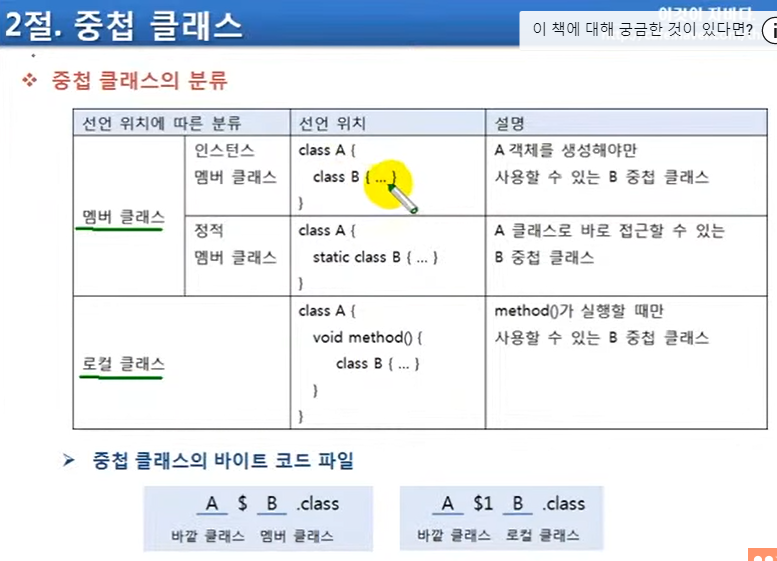 2절. 중첩 클래스
이 책에 대해 궁금한 것이 있다면?
❖ 중첩 클래스의 분류
선언 위치에 따른 분류 선언 위치 설명
멤버 클래스
인스턴스
멤버 클래스
class A {
class B { ... }
}
A 객체를 생성해야만
사용할 수 있는 B 중첩 클래스
정적
멤버 클래스
class A {
static class B { ... }
}
A 클래스로 바로 접근할 수 있는
B 중첩 클래스
로컬 클래스
class A {
void method() {
class B { ... }
}
}
method()가 실행할 때만
사용할 수 있는 B 중첩 클래스
➢ 중첩 클래스의 바이트 코드 파일
A $ B .class
바깥 클래스 멤버 클래스
A $1 B .class
바깥 클래스 로컬 클래스